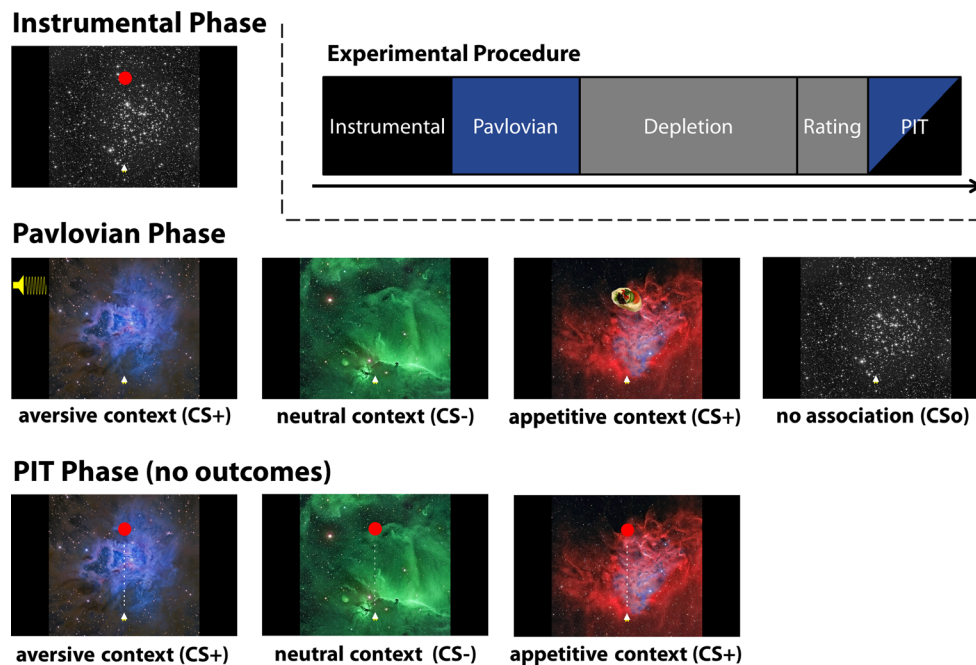 Instrumental Phase
Experimental Procedure
Instrumental
Pavlovian
Depletion
Rating
PIT
Pavlovian Phase
aversive context (CS+)
neutral context (CS-)
appetitive context (CS+)
no association (CSo)
PIT Phase (no outcomes)
aversive context (CS+)
neutral context (CS-)
appetitive context (CS+)